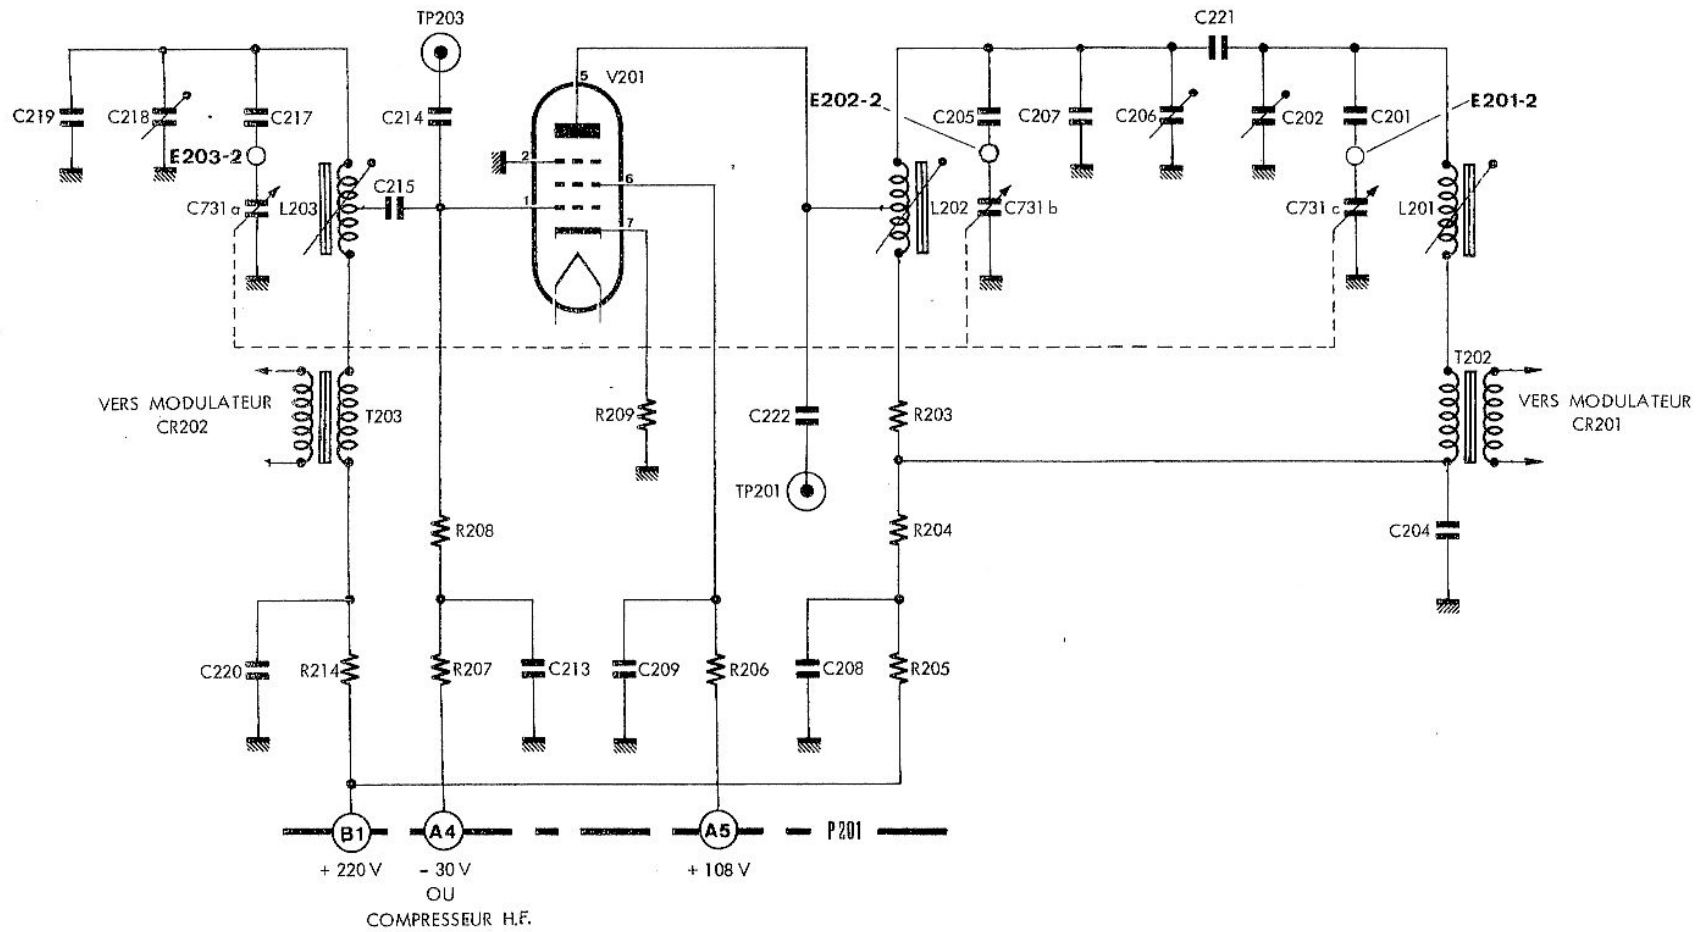 TP203
C221
5
V201
E202-2
E201-2
C219
C218
C217
C214
C205
C207
C206
C202
C201
E203-2
2
6
1
7
C215
C731 a
L203
L202
C731 b
C731 c
L201
T202
VERS MODULATEUR
CR202
T203
R209
C222
R203
VERS MODULATEUR
CR201
TP201
R208
R204
C204
C220
R214
R207
C213
C209
R206
C208
R205
B1
A4
A5
P201
+ 220 V
- 30 V
+ 108 V
OU
COMPRESSEUR H.F.